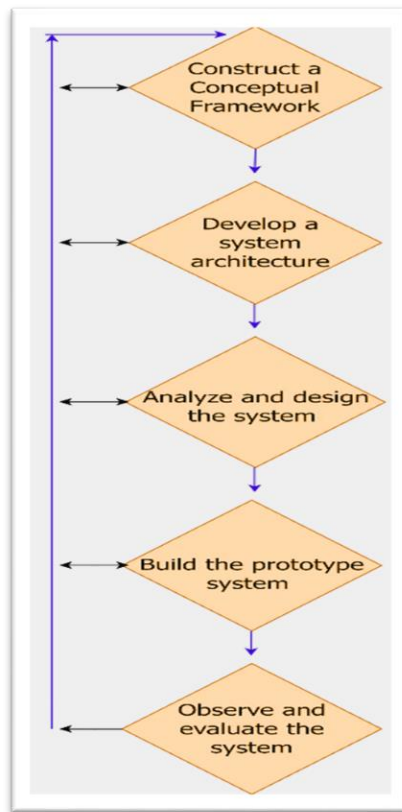 Construct a
Conceptual
Framework
Develop a
system
architecture
Analyze and design
the system
Build the prototype
system
Observe and
evaluate the
system